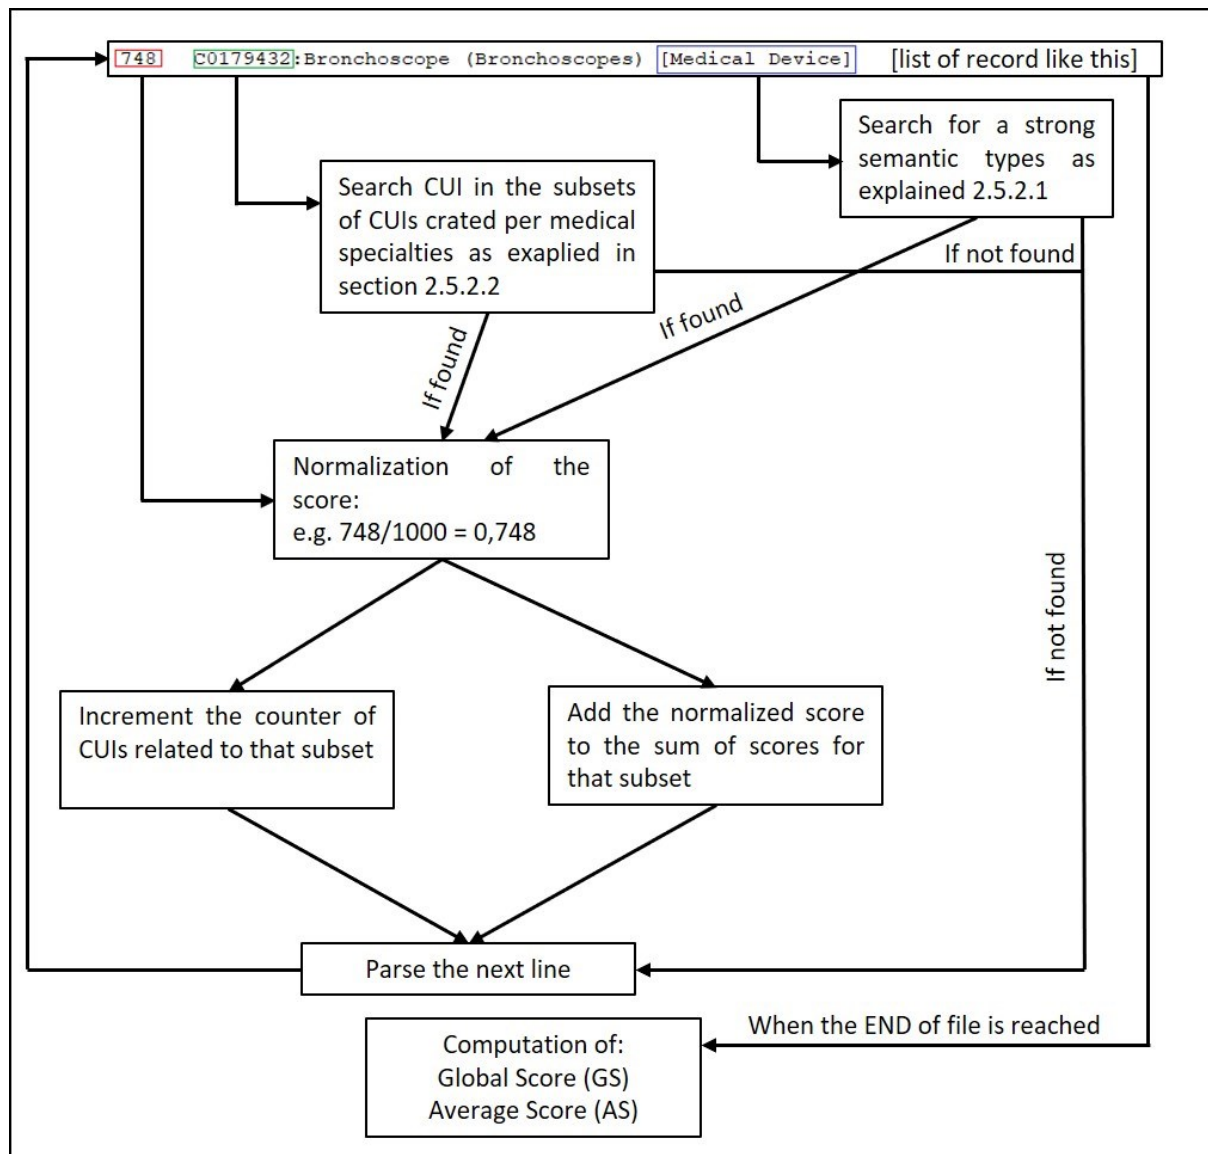 748 C0179432:Bronchoscope (Bronchoscopes) [Medical Device] [list of record like this]
Search for a strong
semantic types as
explained 2.5.2.1
Search CUI in the subsets
of CUIs crated per medical
specialties as exaplied in
section 2.5.2.2
If not found
If found
If found
Normalization of the
score:
e.g. 748/1000 = 0,748
If not found
Increment the counter of
CUIs related to that subset
Add the normalized score
to the sum of scores for
that subset
Parse the next line
When the END of file is reached
Computation of:
Global Score (GS)
Average Score (AS)